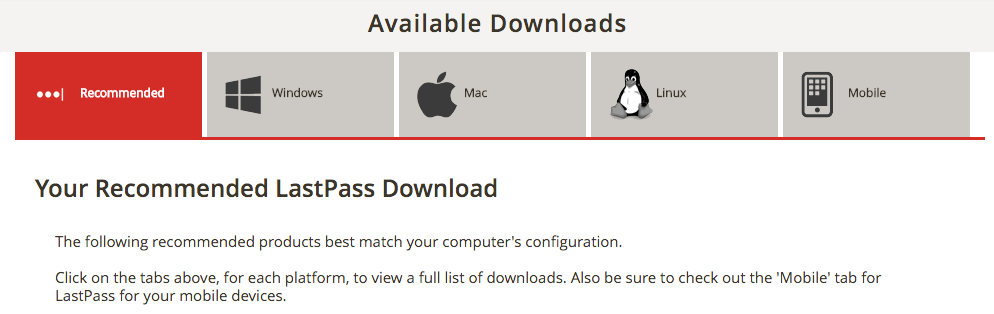 Available Downloads
Recommended
Windows
Mac
Linux
Mobile
Your Recommended LastPass Download
The following recommended products best match your computer's configuration.
Click on the tabs above, for each platform, to view a full list of downloads. Also be sure to check out the 'Mobile' tab for
LastPass for your mobile devices.